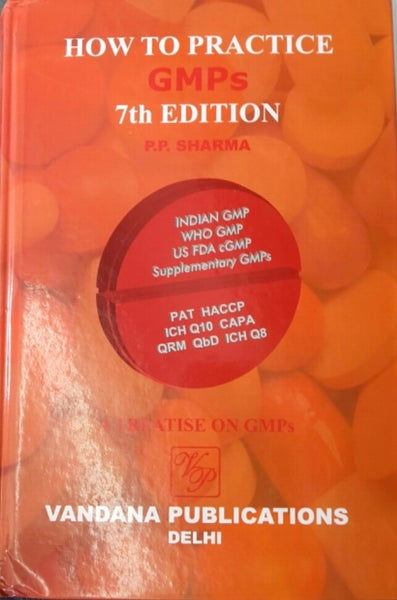 HOW TO PRACTICE
GMPs
7th EDITION
P.P. SHARMA
INDIAN GMP
WHO GMP
US FDA cGMP
Supplementary GMPs
PAT HACCP
ICH Q10 CAPA
QRM QbD ICH Q8
A TREATISE ON GMPs
VP
VANDANA PUBLICATIONS
DELHI